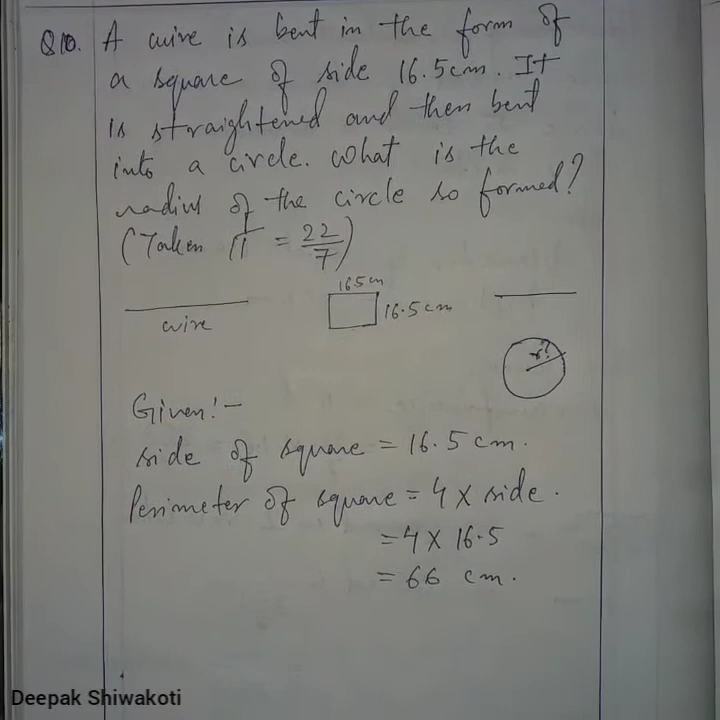 Q10. A wire is bent in the form of
a square of side 16.5cm. It
is straightened and then bent
into a circle. What is the
radius of the circle so formed?
(Taken π = 22/7)
16.5cm
wire
16.5cm
r?
Given:-
side of square = 16.5cm.
Perimeter of square = 4 x side.
= 4 x 16.5
= 66 cm.
Deepak Shiwakoti